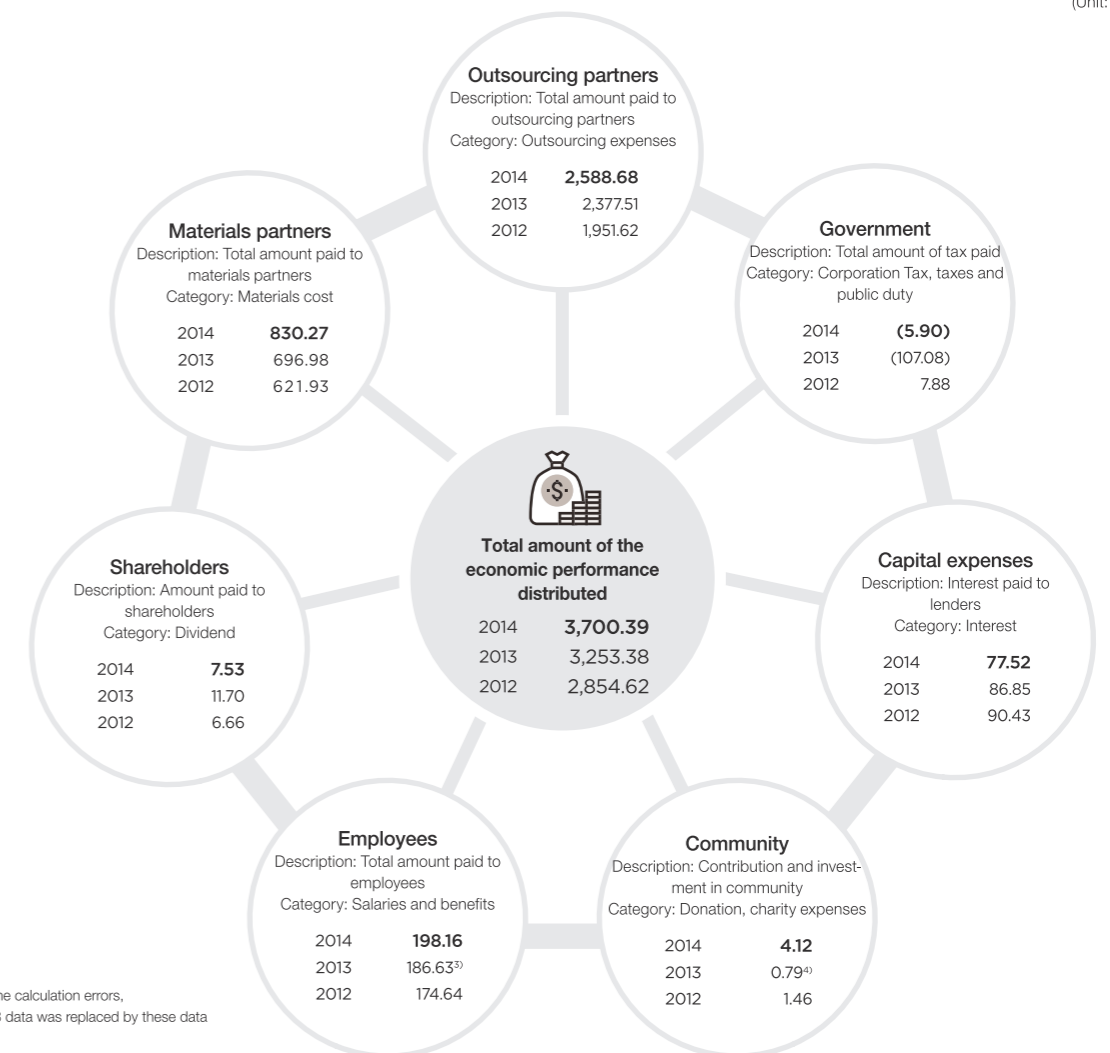 (Unit:
Outsourcing partners
Description: Total amount paid to
outsourcing partners
Category: Outsourcing expenses
2014 2,588.68
2013 2,377.51
2012 1,951.62
Materials partners
Description: Total amount paid to
materials partners
Category: Materials cost
2014 830.27
2013 696.98
2012 621.93
Government
Description: Total amount of tax paid
Category: Corporation Tax, taxes and
public duty
2014 (5.90)
2013 (107.08)
2012 7.88
$
Total amount of the
economic performance
distributed
2014 3,700.39
2013 3,253.38
2012 2,854.62
Shareholders
Description: Amount paid to
shareholders
Category: Dividend
2014 7.53
2013 11.70
2012 6.66
Capital expenses
Description: Interest paid to
lenders
Category: Interest
2014 77.52
2013 86.85
2012 90.43
Employees
Description: Total amount paid to
employees
Category: Salaries and benefits
2014 198.16
2013 186.63³⁾
2012 174.64
Community
Description: Contribution and invest-
ment in community
Category: Donation, charity expenses
2014 4.12
2013 0.79⁴⁾
2012 1.46
calculation errors,
data was replaced by these data